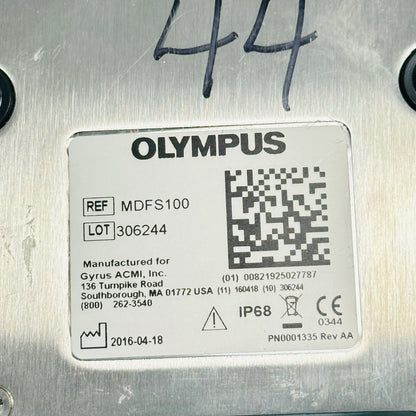 44
OLYMPUS
REF MDFS100
LOT 306244
Manufactured for
Gyrus ACMI, Inc.
136 Turnpike Road
Southborough, MA 01772 USA
(800) 262-3540
(01) 00821925027787
(11) 160418 (10) 306244
2016-04-18
IP68
CE
0344
PN0001335 Rev AA